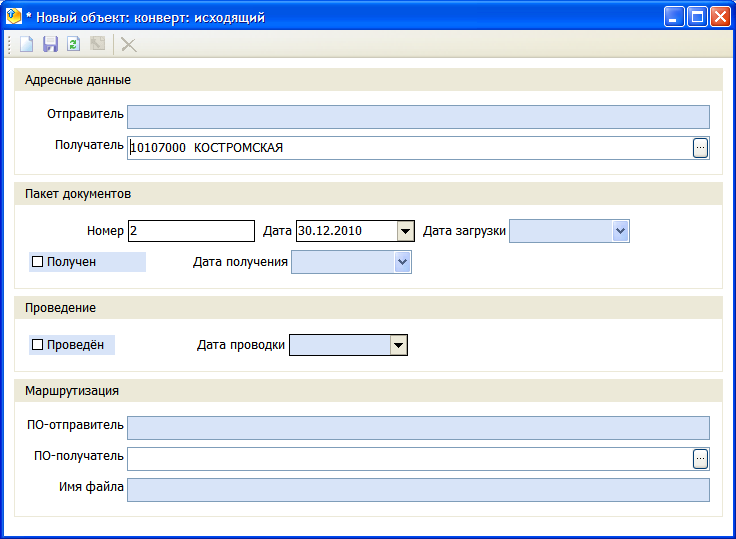 * Новый объект: конверт: исходящий
Адресные данные
Отправитель
Получатель 10107000 КОСТРОМСКАЯ ...
Пакет документов
Номер 2 Дата 30.12.2010 Дата загрузки
Получен Дата получения
Проведение
Проведён Дата проводки
Маршрутизация
ПО-отправитель
ПО-получатель ...
Имя файла